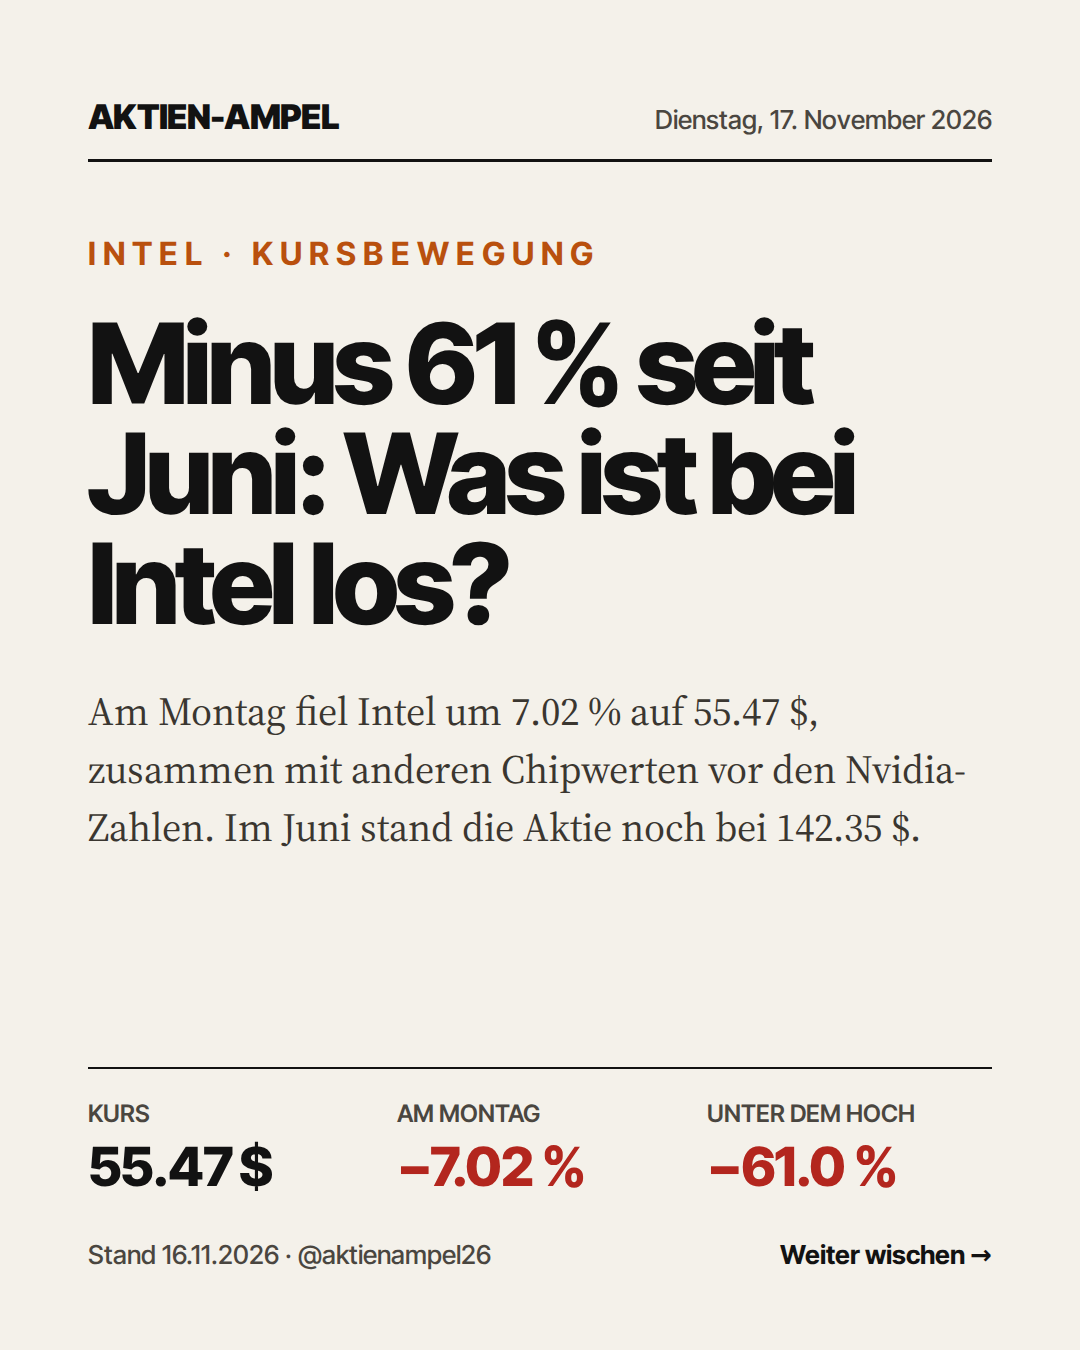 AKTIEN-AMPEL
Dienstag, 17. November 2026
INTEL · KURSBEWEGUNG
Minus 61 % seit
Juni: Was ist bei
Intel los?
Am Montag fiel Intel um 7.02 % auf 55.47 $,
zusammen mit anderen Chipwerten vor den Nvidia-
Zahlen. Im Juni stand die Aktie noch bei 142.35 $.
KURS
55.47 $
AM MONTAG
−7.02 %
UNTER DEM HOCH
−61.0 %
Stand 16.11.2026 · @aktienampel26
Weiter wischen →